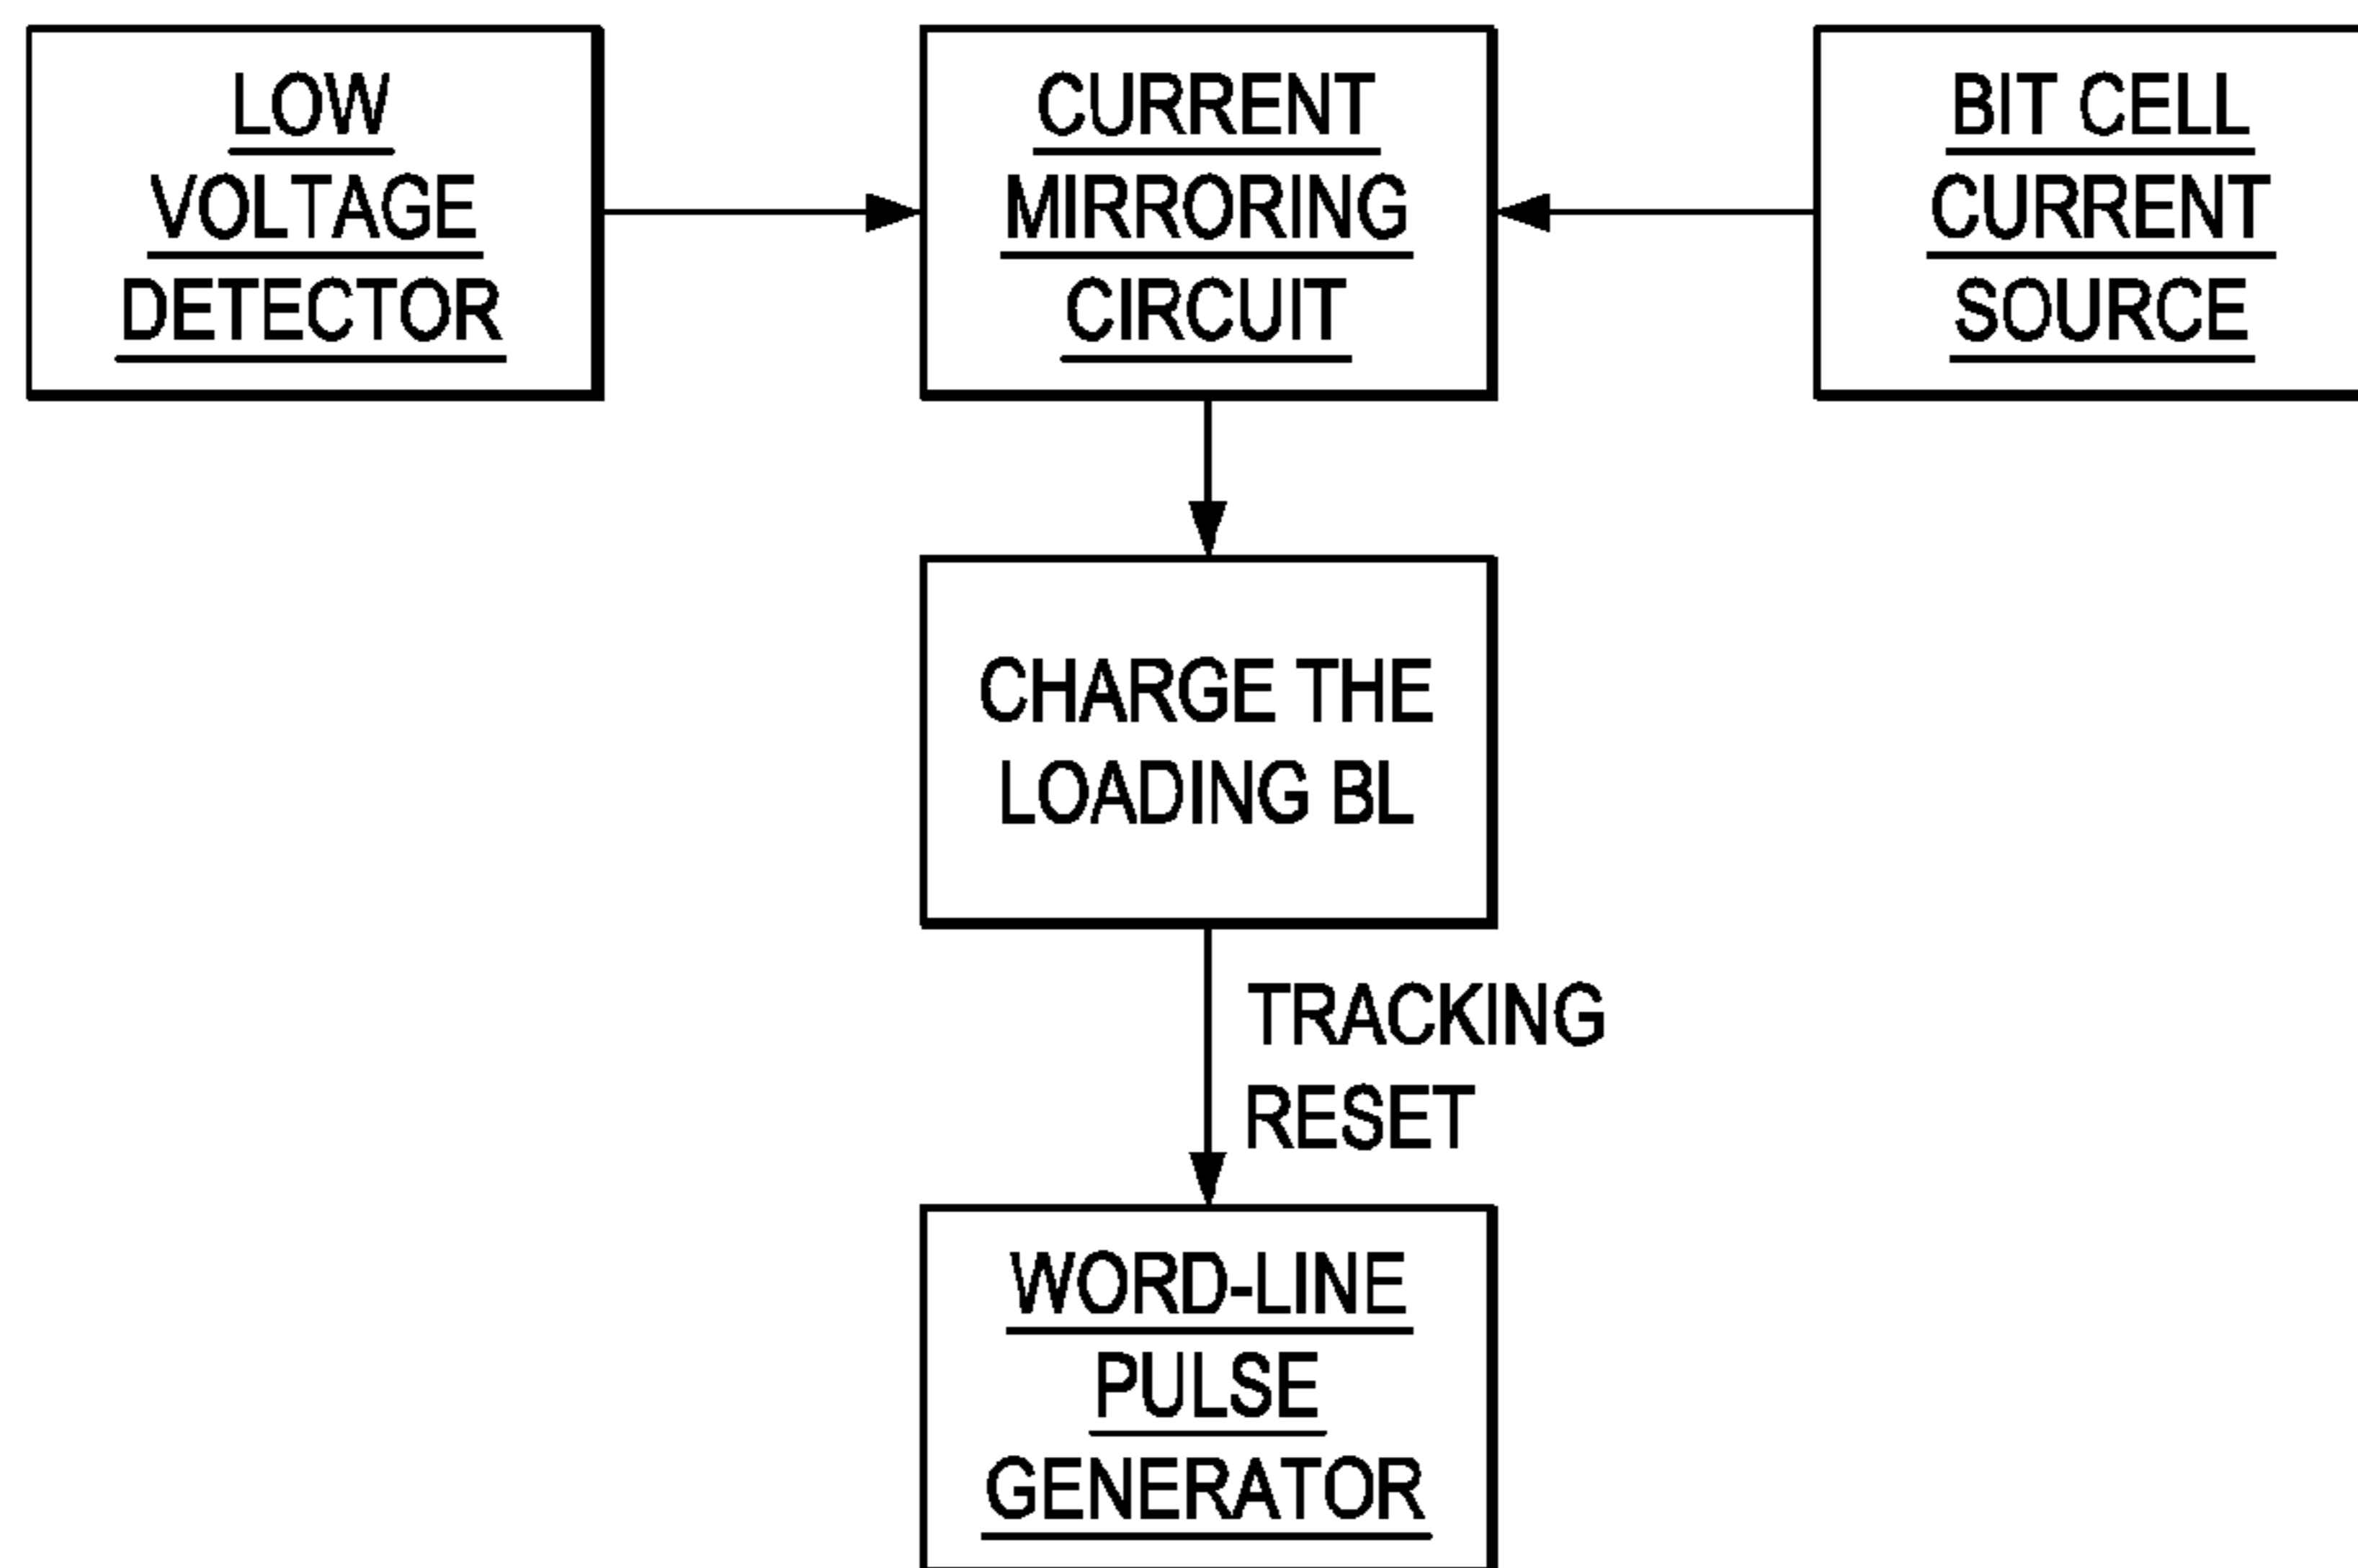 LOW
VOLTAGE
DETECTOR
CURRENT
MIRRORING
CIRCUIT
BIT CELL
CURRENT
SOURCE
CHARGE THE
LOADING BL
TRACKING
RESET
WORD-LINE
PULSE
GENERATOR